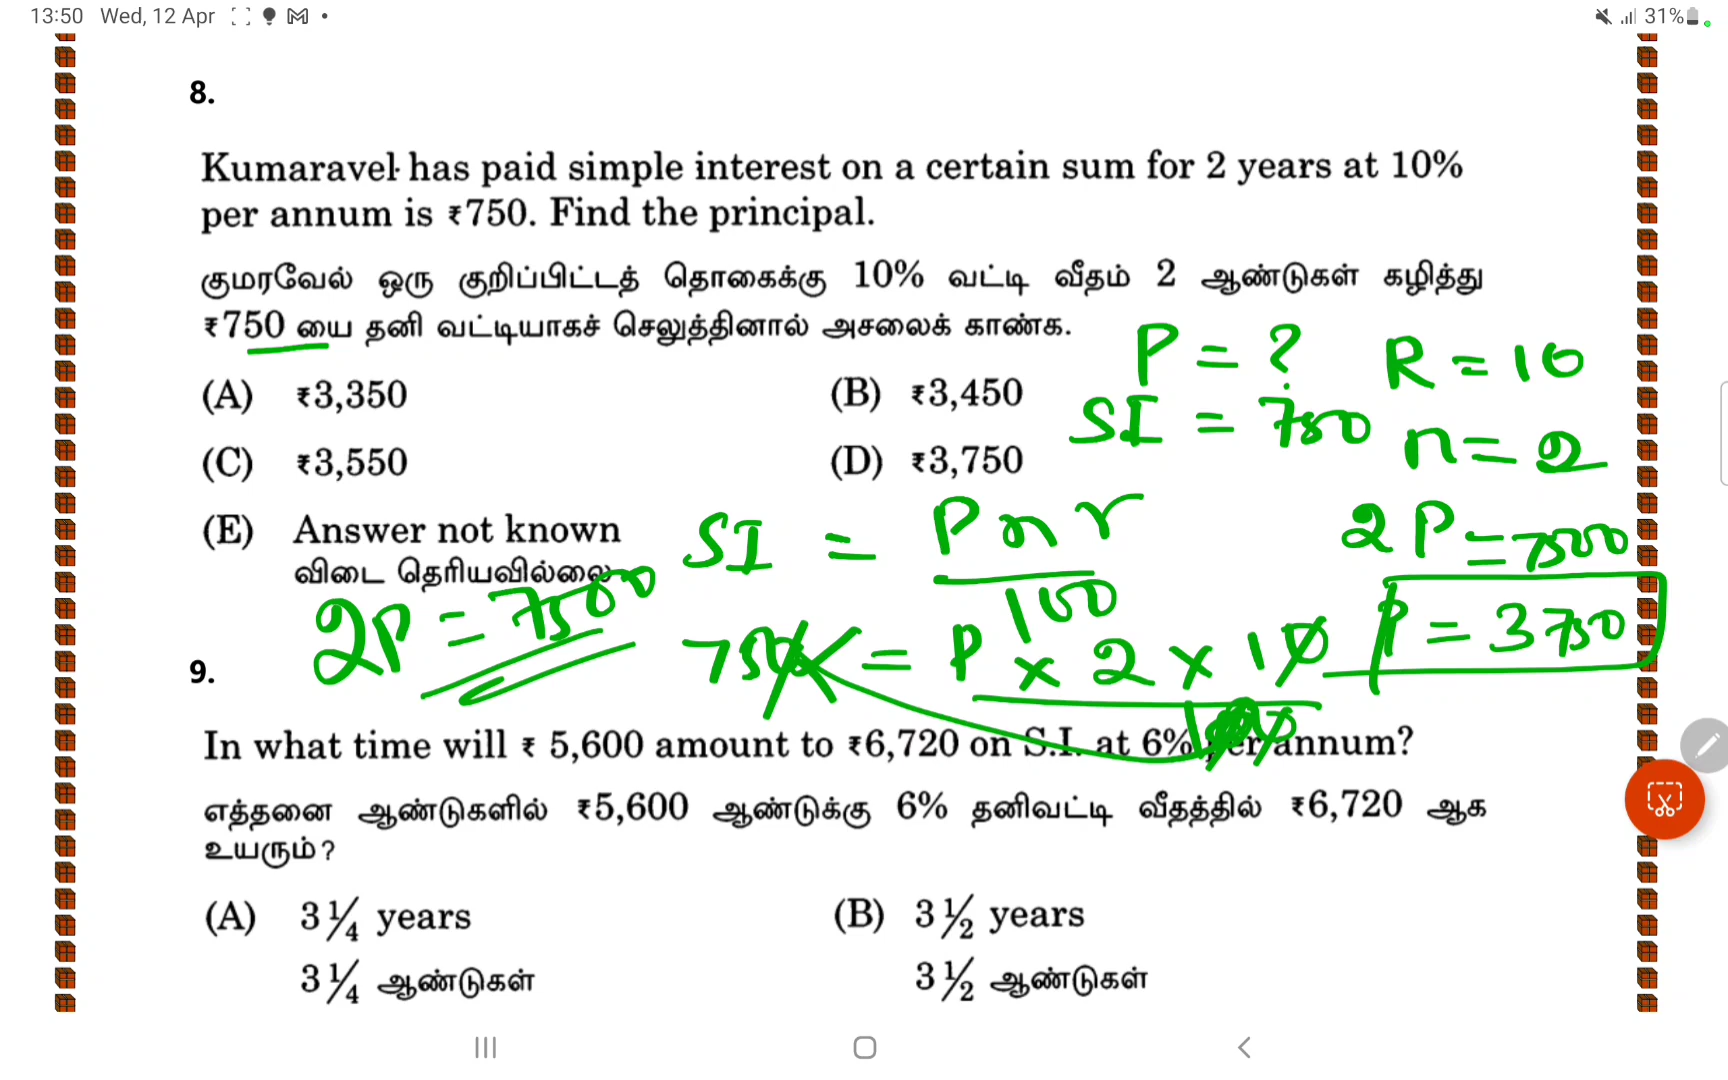 13:50 Wed, 12 Apr
31%
8.
Kumaravel has paid simple interest on a certain sum for 2 years at 10%
per annum is ₹750. Find the principal.
குமரவேல் ஒரு குறிப்பிட்டத் தொகைக்கு 10% வட்டி வீதம் 2 ஆண்டுகள் கழித்து
₹750 யை தனி வட்டியாகச் செலுத்தினால் அசலைக் காண்க.
P = ? R = 10
SI = 750 n = 2
(A) ₹3,350 (B) ₹3,450
(C) ₹3,550 (D) ₹3,750
(E) Answer not known
விடை தெரியவில்லை
SI = P n r
100
2P = 7500
750 = P × 2 × 10
100
2P = 7500
P = 3750
9.
In what time will ₹ 5,600 amount to ₹6,720 on S.I. at 6% per annum?
எத்தனை ஆண்டுகளில் ₹5,600 ஆண்டுக்கு 6% தனிவட்டி வீதத்தில் ₹6,720 ஆக
உயரும்?
(A) 3 1/4 years (B) 3 1/2 years
3 1/4 ஆண்டுகள் 3 1/2 ஆண்டுகள்